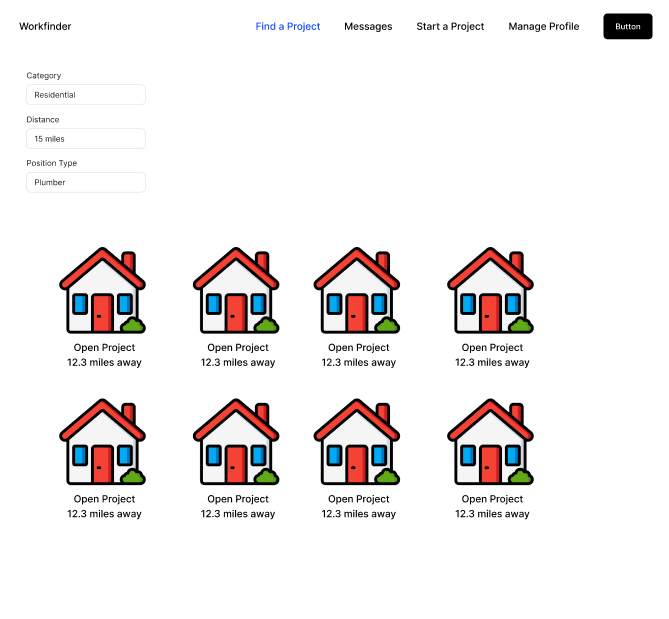 Workfinder
Find a Project
Messages
Start a Project
Manage Profile
Button
Category
Residential
Distance
15 miles
Position Type
Plumber
Open Project
12.3 miles away
Open Project
12.3 miles away
Open Project
12.3 miles away
Open Project
12.3 miles away
Open Project
12.3 miles away
Open Project
12.3 miles away
Open Project
12.3 miles away
Open Project
12.3 miles away